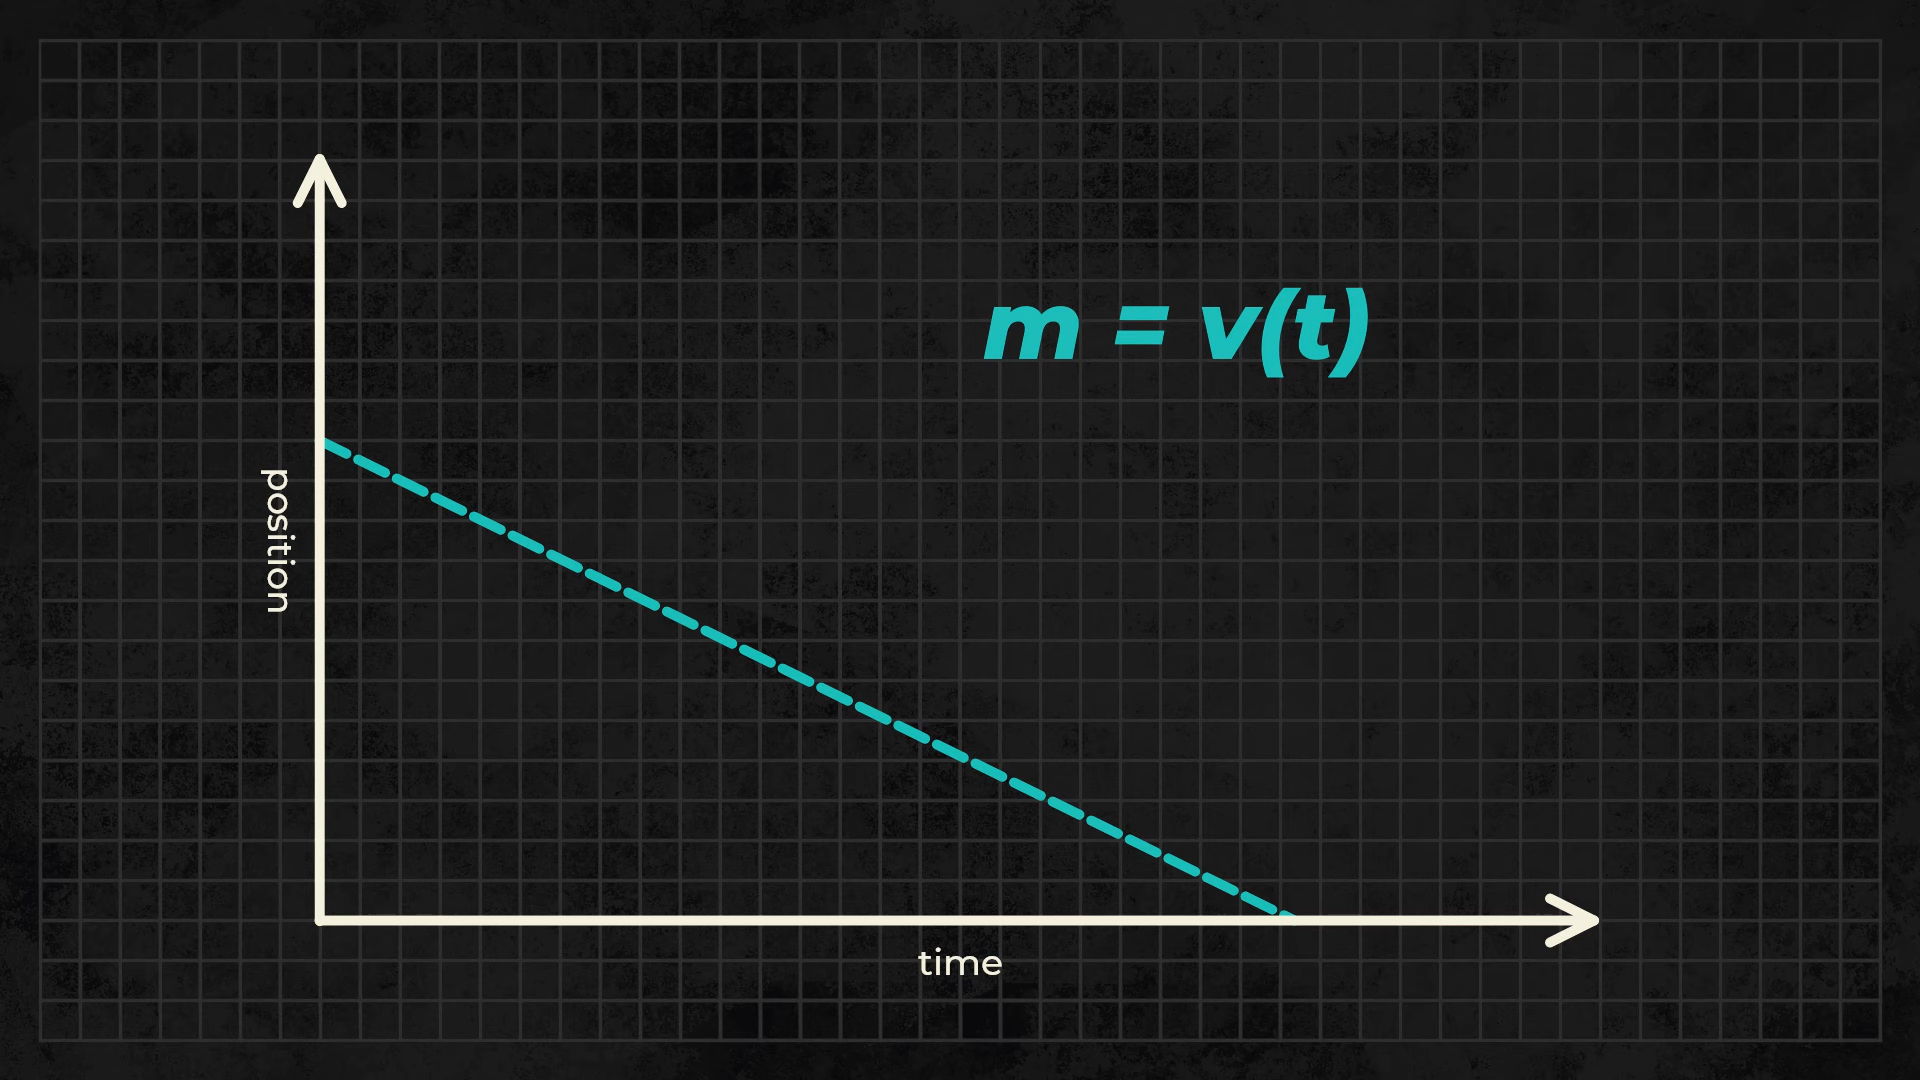 m = v(t)
position
time